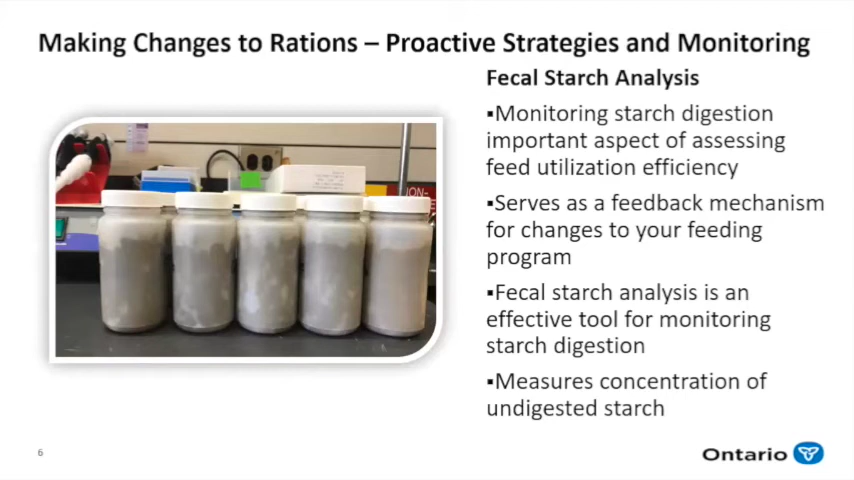 Making Changes to Rations – Proactive Strategies and Monitoring
Fecal Starch Analysis
▪Monitoring starch digestion
important aspect of assessing
feed utilization efficiency
▪Serves as a feedback mechanism
for changes to your feeding
program
▪Fecal starch analysis is an
effective tool for monitoring
starch digestion
▪Measures concentration of
undigested starch
ION-
6
Ontario